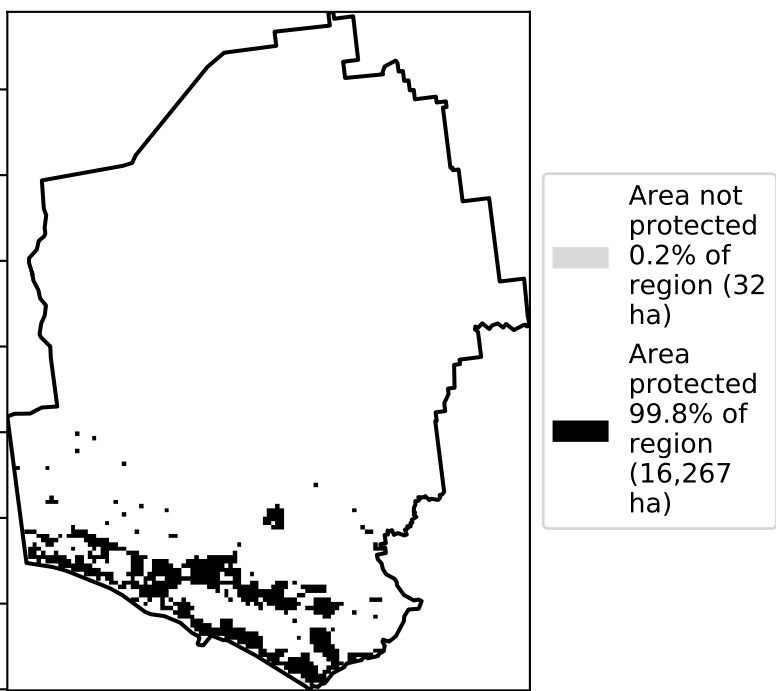 Area not
protected
0.2% of
region (32
ha)
Area
protected
99.8% of
region
(16,267
ha)